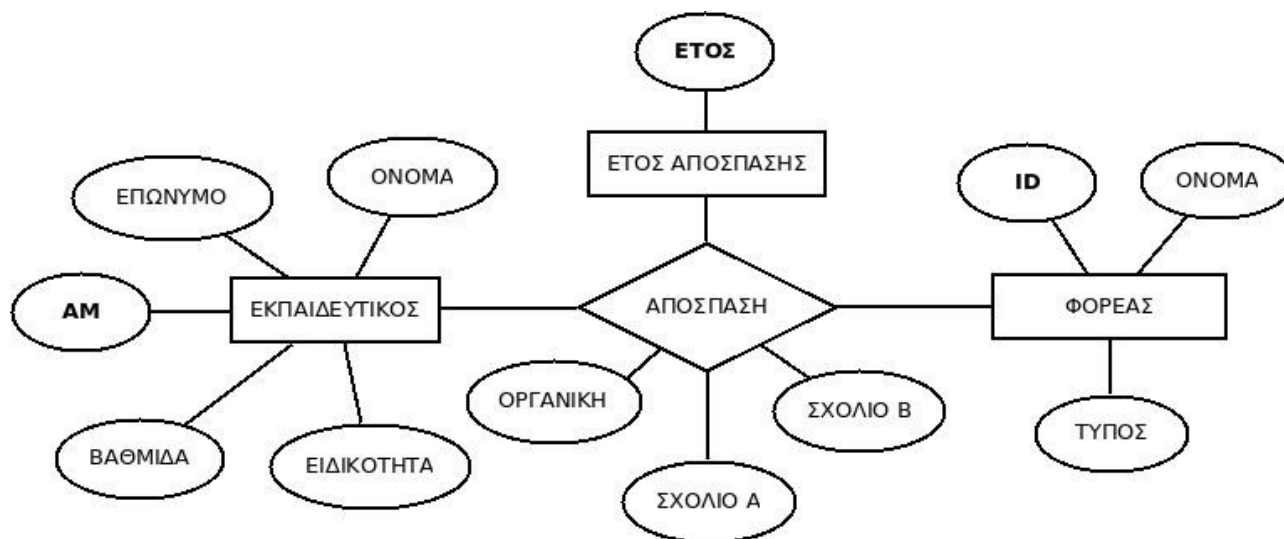 ΕΤΟΣ
ΕΤΟΣ ΑΠΟΣΠΑΣΗΣ
ΕΠΩΝΥΜΟ
ΟΝΟΜΑ
ID
ΟΝΟΜΑ
ΑΜ
ΕΚΠΑΙΔΕΥΤΙΚΟΣ
ΑΠΟΣΠΑΣΗ
ΦΟΡΕΑΣ
ΒΑΘΜΙΔΑ
ΕΙΔΙΚΟΤΗΤΑ
ΟΡΓΑΝΙΚΗ
ΣΧΟΛΙΟ Α
ΣΧΟΛΙΟ Β
ΤΥΠΟΣ